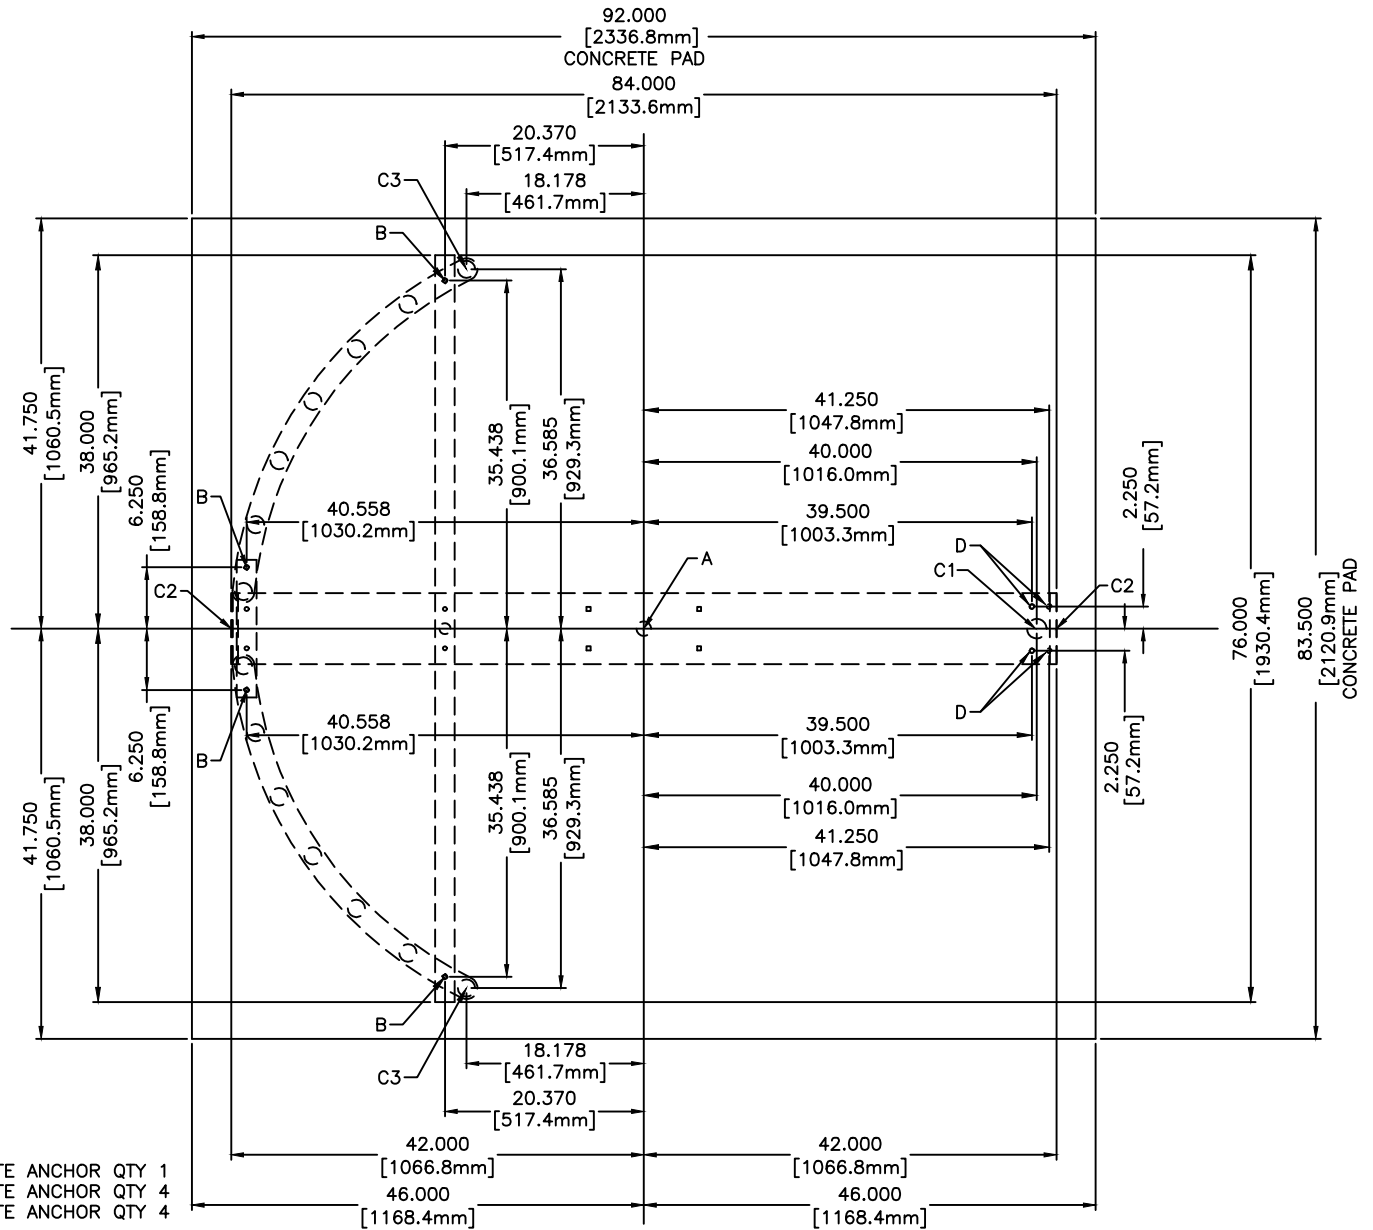 92.000
[2336.8mm]
CONCRETE PAD
84.000
[2133.6mm]
20.370
[517.4mm]
C3
18.178
[461.7mm]
B
41.750
[1060.5mm]
38.000
[965.2mm]
6.250
[158.8mm]
35.438
[900.1mm]
36.585
[929.3mm]
41.250
[1047.8mm]
40.000
[1016.0mm]
2.250
[57.2mm]
B
40.558
[1030.2mm]
39.500
[1003.3mm]
D
A
C1
C2
C2
76.000
[1930.4mm]
83.500
[2120.9mm]
CONCRETE PAD
D
40.558
[1030.2mm]
39.500
[1003.3mm]
B
6.250
[158.8mm]
2.250
[57.2mm]
41.750
[1060.5mm]
38.000
[965.2mm]
35.438
[900.1mm]
36.585
[929.3mm]
40.000
[1016.0mm]
41.250
[1047.8mm]
B
18.178
[461.7mm]
C3
20.370
[517.4mm]
42.000
[1066.8mm]
42.000
[1066.8mm]
ANCHOR QTY 1
ANCHOR QTY 4
ANCHOR QTY 4
46.000
[1168.4mm]
46.000
[1168.4mm]